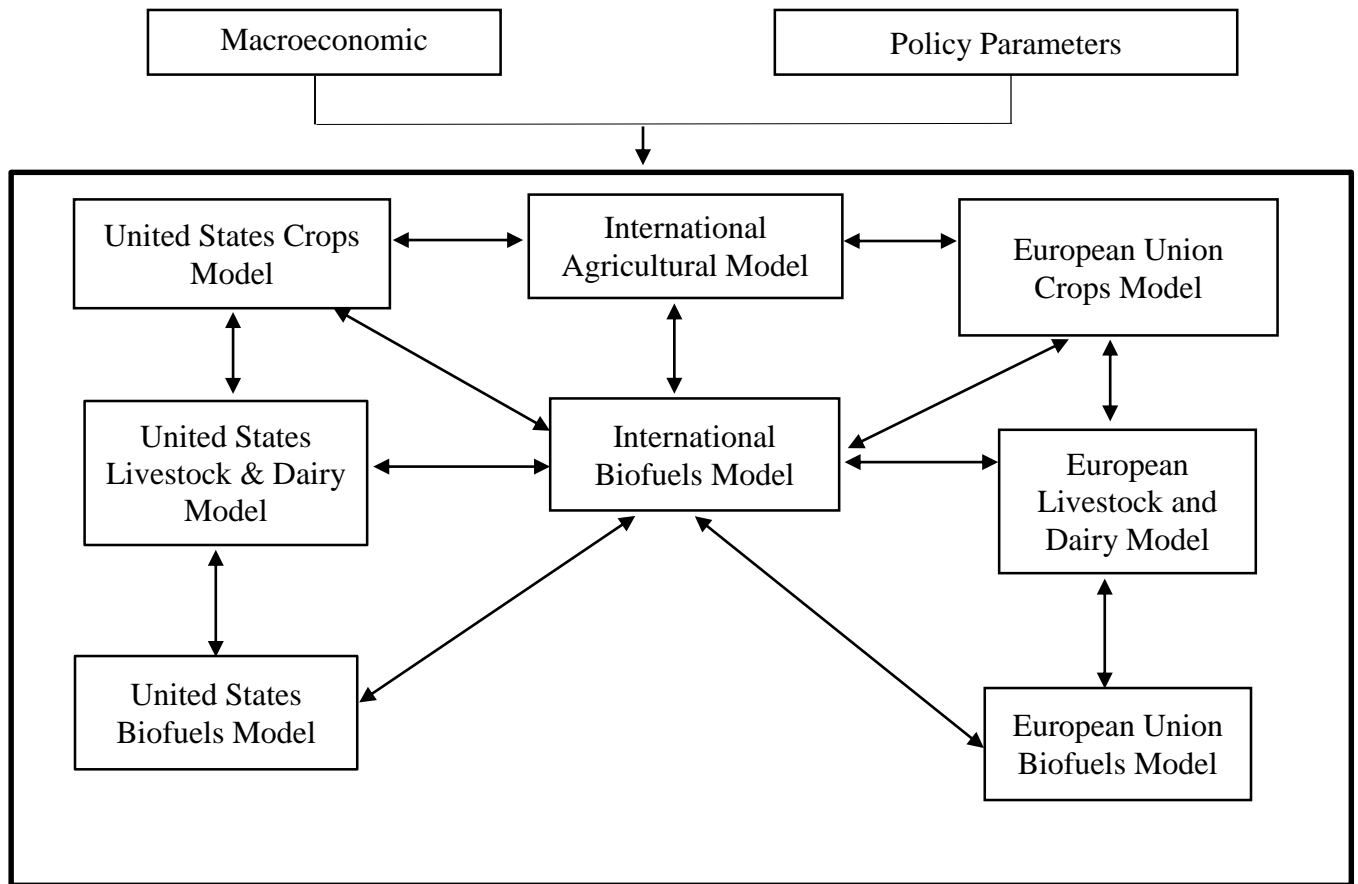 Macroeconomic
Policy Parameters
United States Crops
Model
International
Agricultural Model
European Union
Crops Model
United States
Livestock & Dairy
Model
International
Biofuels Model
European
Livestock and
Dairy Model
United States
Biofuels Model
European Union
Biofuels Model